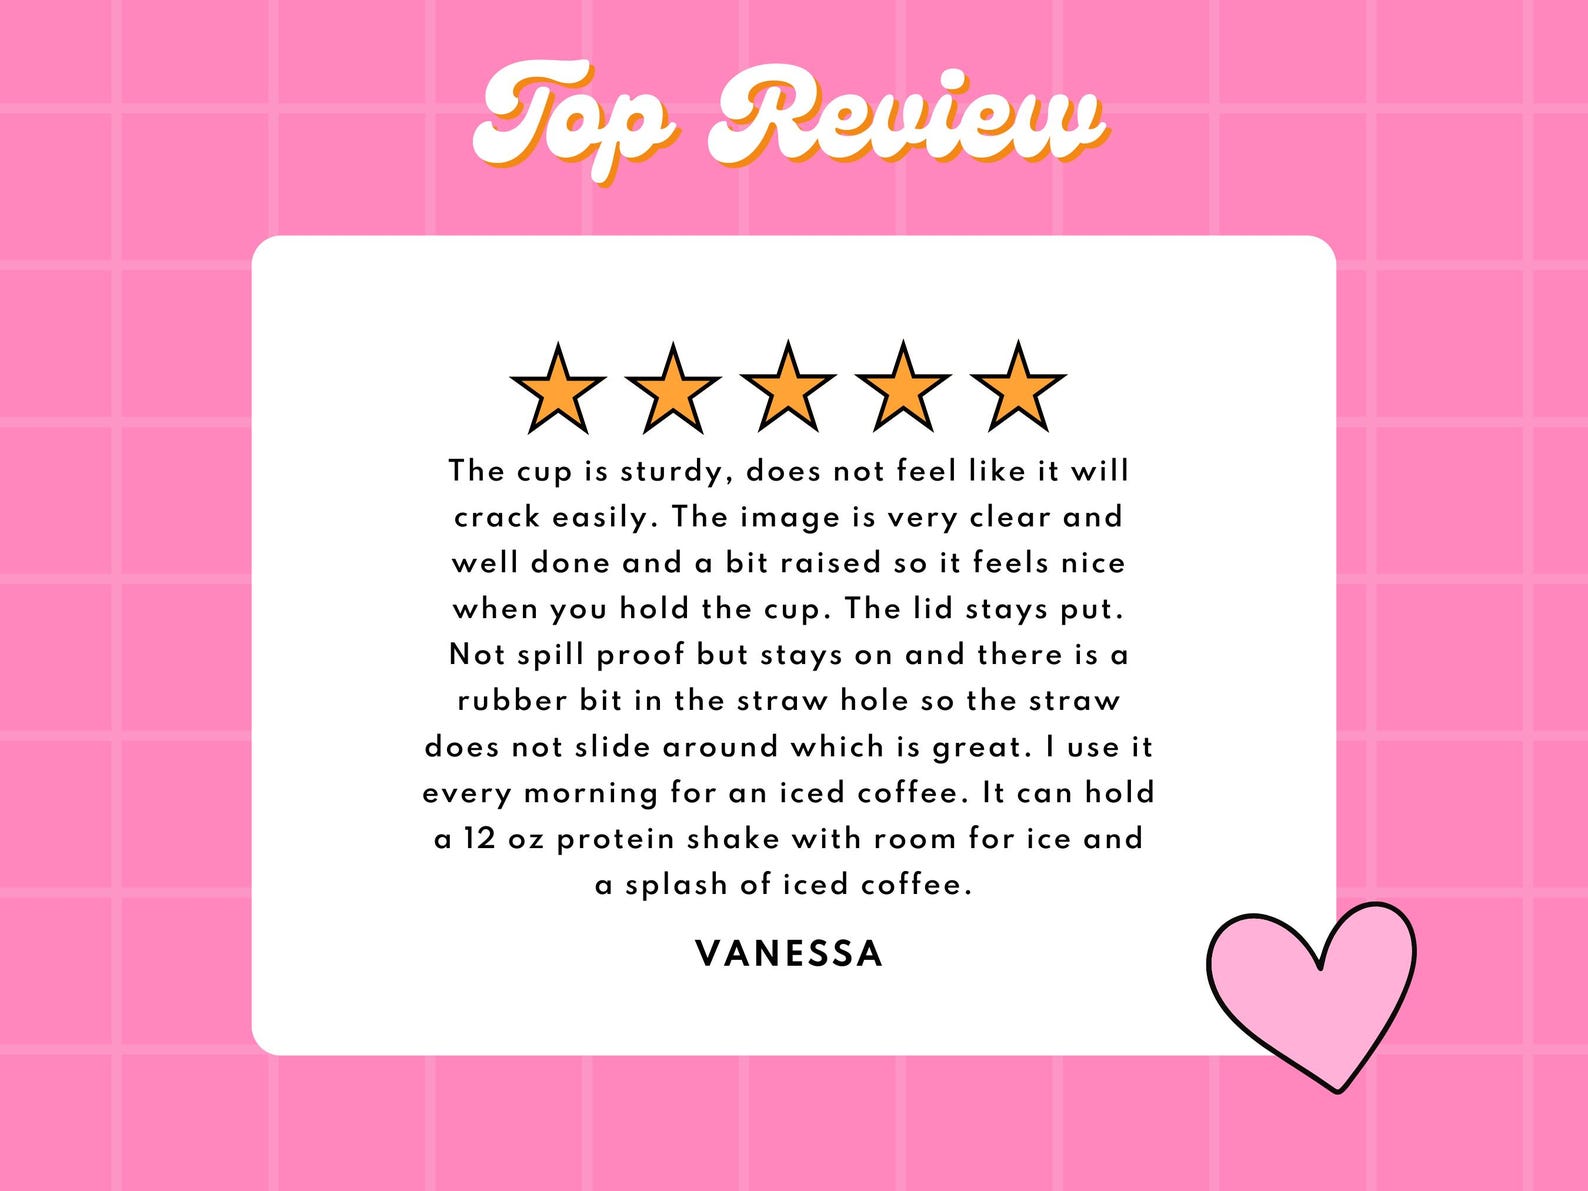 Top Review
The cup is sturdy, does not feel like it will
crack easily. The image is very clear and
well done and a bit raised so it feels nice
when you hold the cup. The lid stays put.
Not spill proof but stays on and there is a
rubber bit in the straw hole so the straw
does not slide around which is great. I use it
every morning for an iced coffee. It can hold
a 12 oz protein shake with room for ice and
a splash of iced coffee.
VANESSA